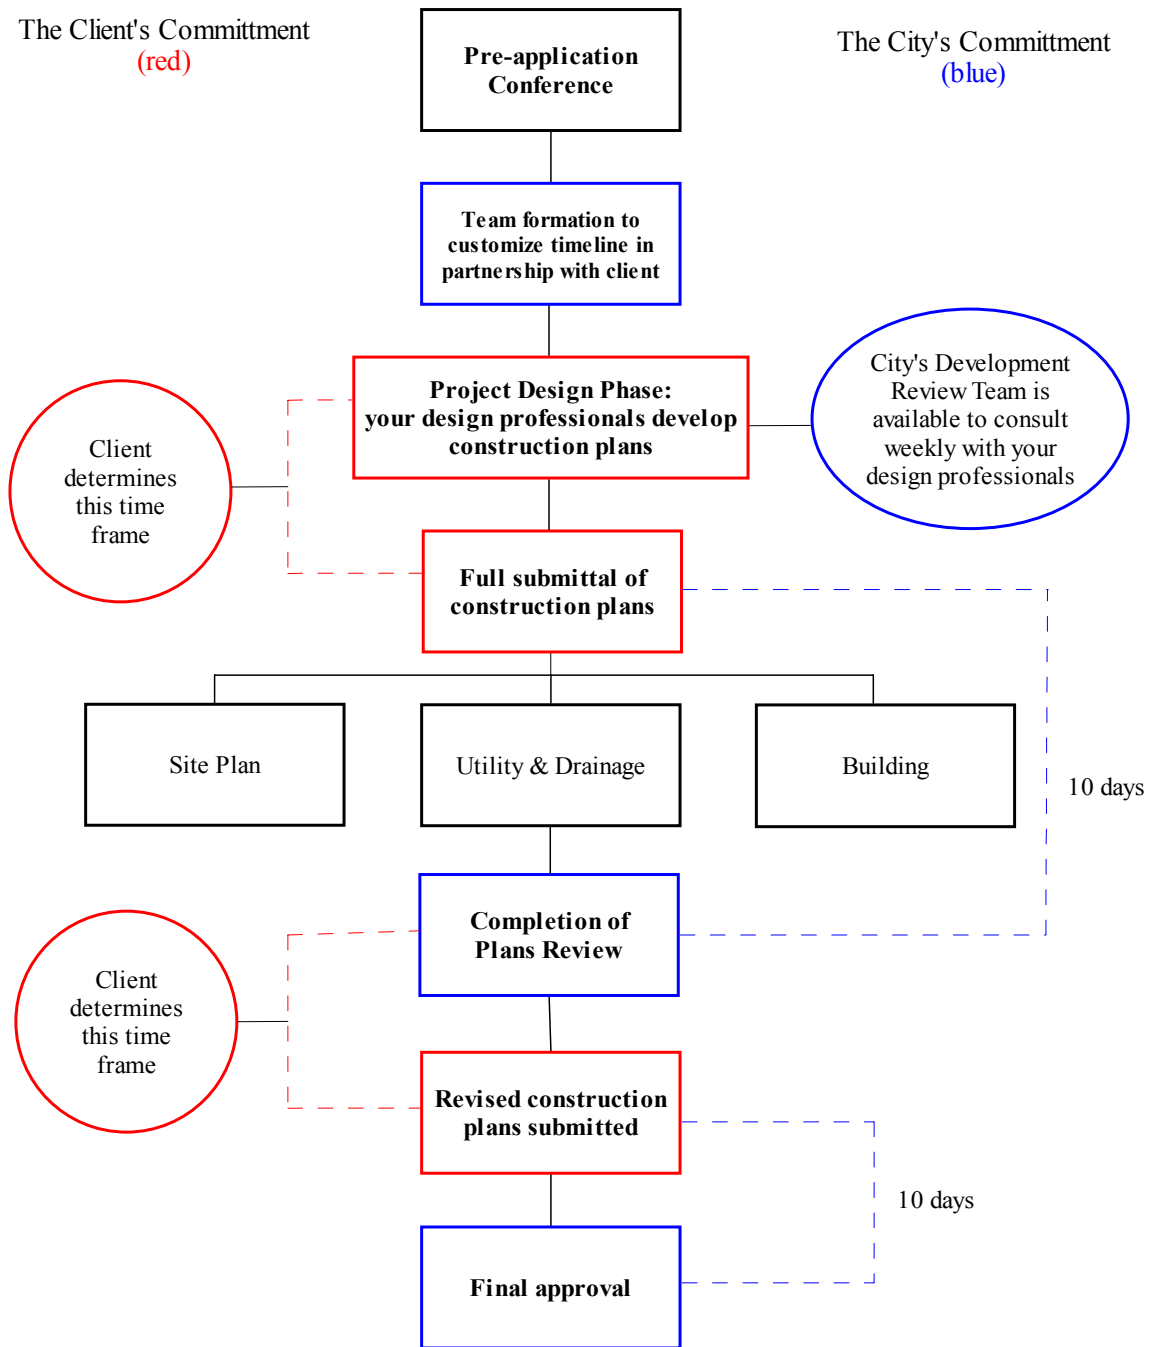 The Client's Committment
(red)
The City's Committment
(blue)
Pre-application
Conference
Team formation to
customize timeline in
partnership with client
Project Design Phase:
your design professionals develop
construction plans
City's Development
Review Team is
available to consult
weekly with your
design professionals
Client
determines
this time
frame
Full submittal of
construction plans
Site Plan
Utility & Drainage
Building
10 days
Completion of
Plans Review
Client
determines
this time
frame
Revised construction
plans submitted
10 days
Final approval